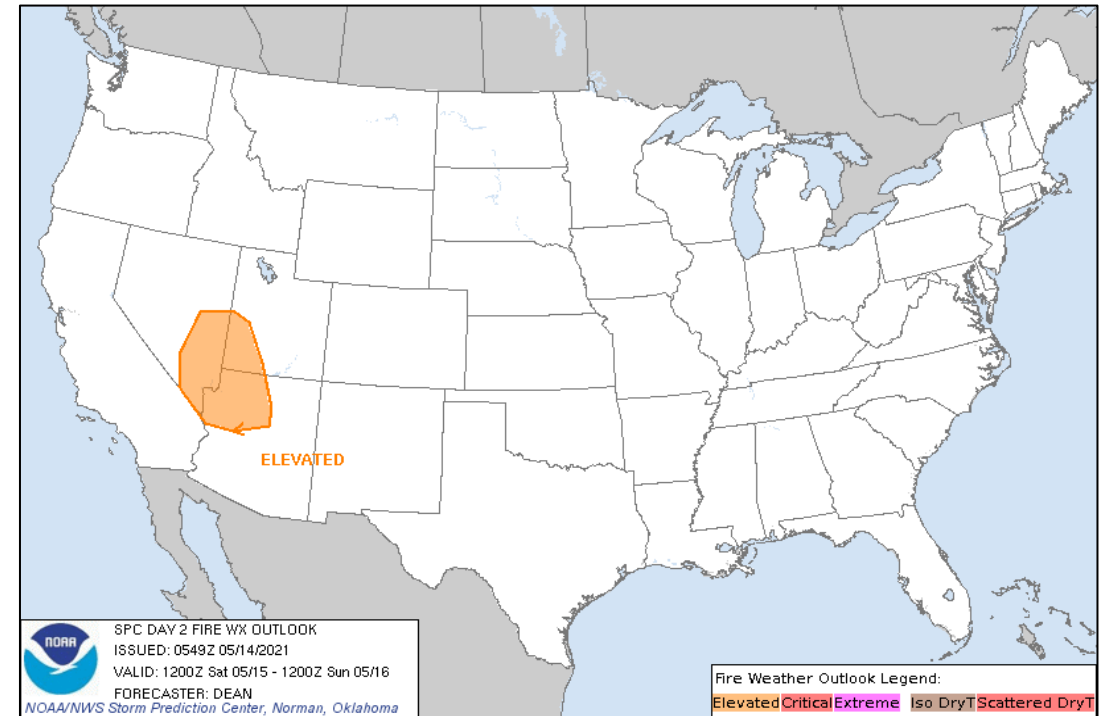 ELEVATED
NOAA
SPC DAY 2 FIRE WX OUTLOOK
ISSUED: 0549Z 05/14/2021
VALID: 1200Z Sat 05/15 - 1200Z Sun 05/16
FORECASTER: DEAN
NOAA/NWS Storm Prediction Center, Norman, Oklahoma
Fire Weather Outlook Legend:
Elevated Critical Extreme Iso DryT Scattered DryT